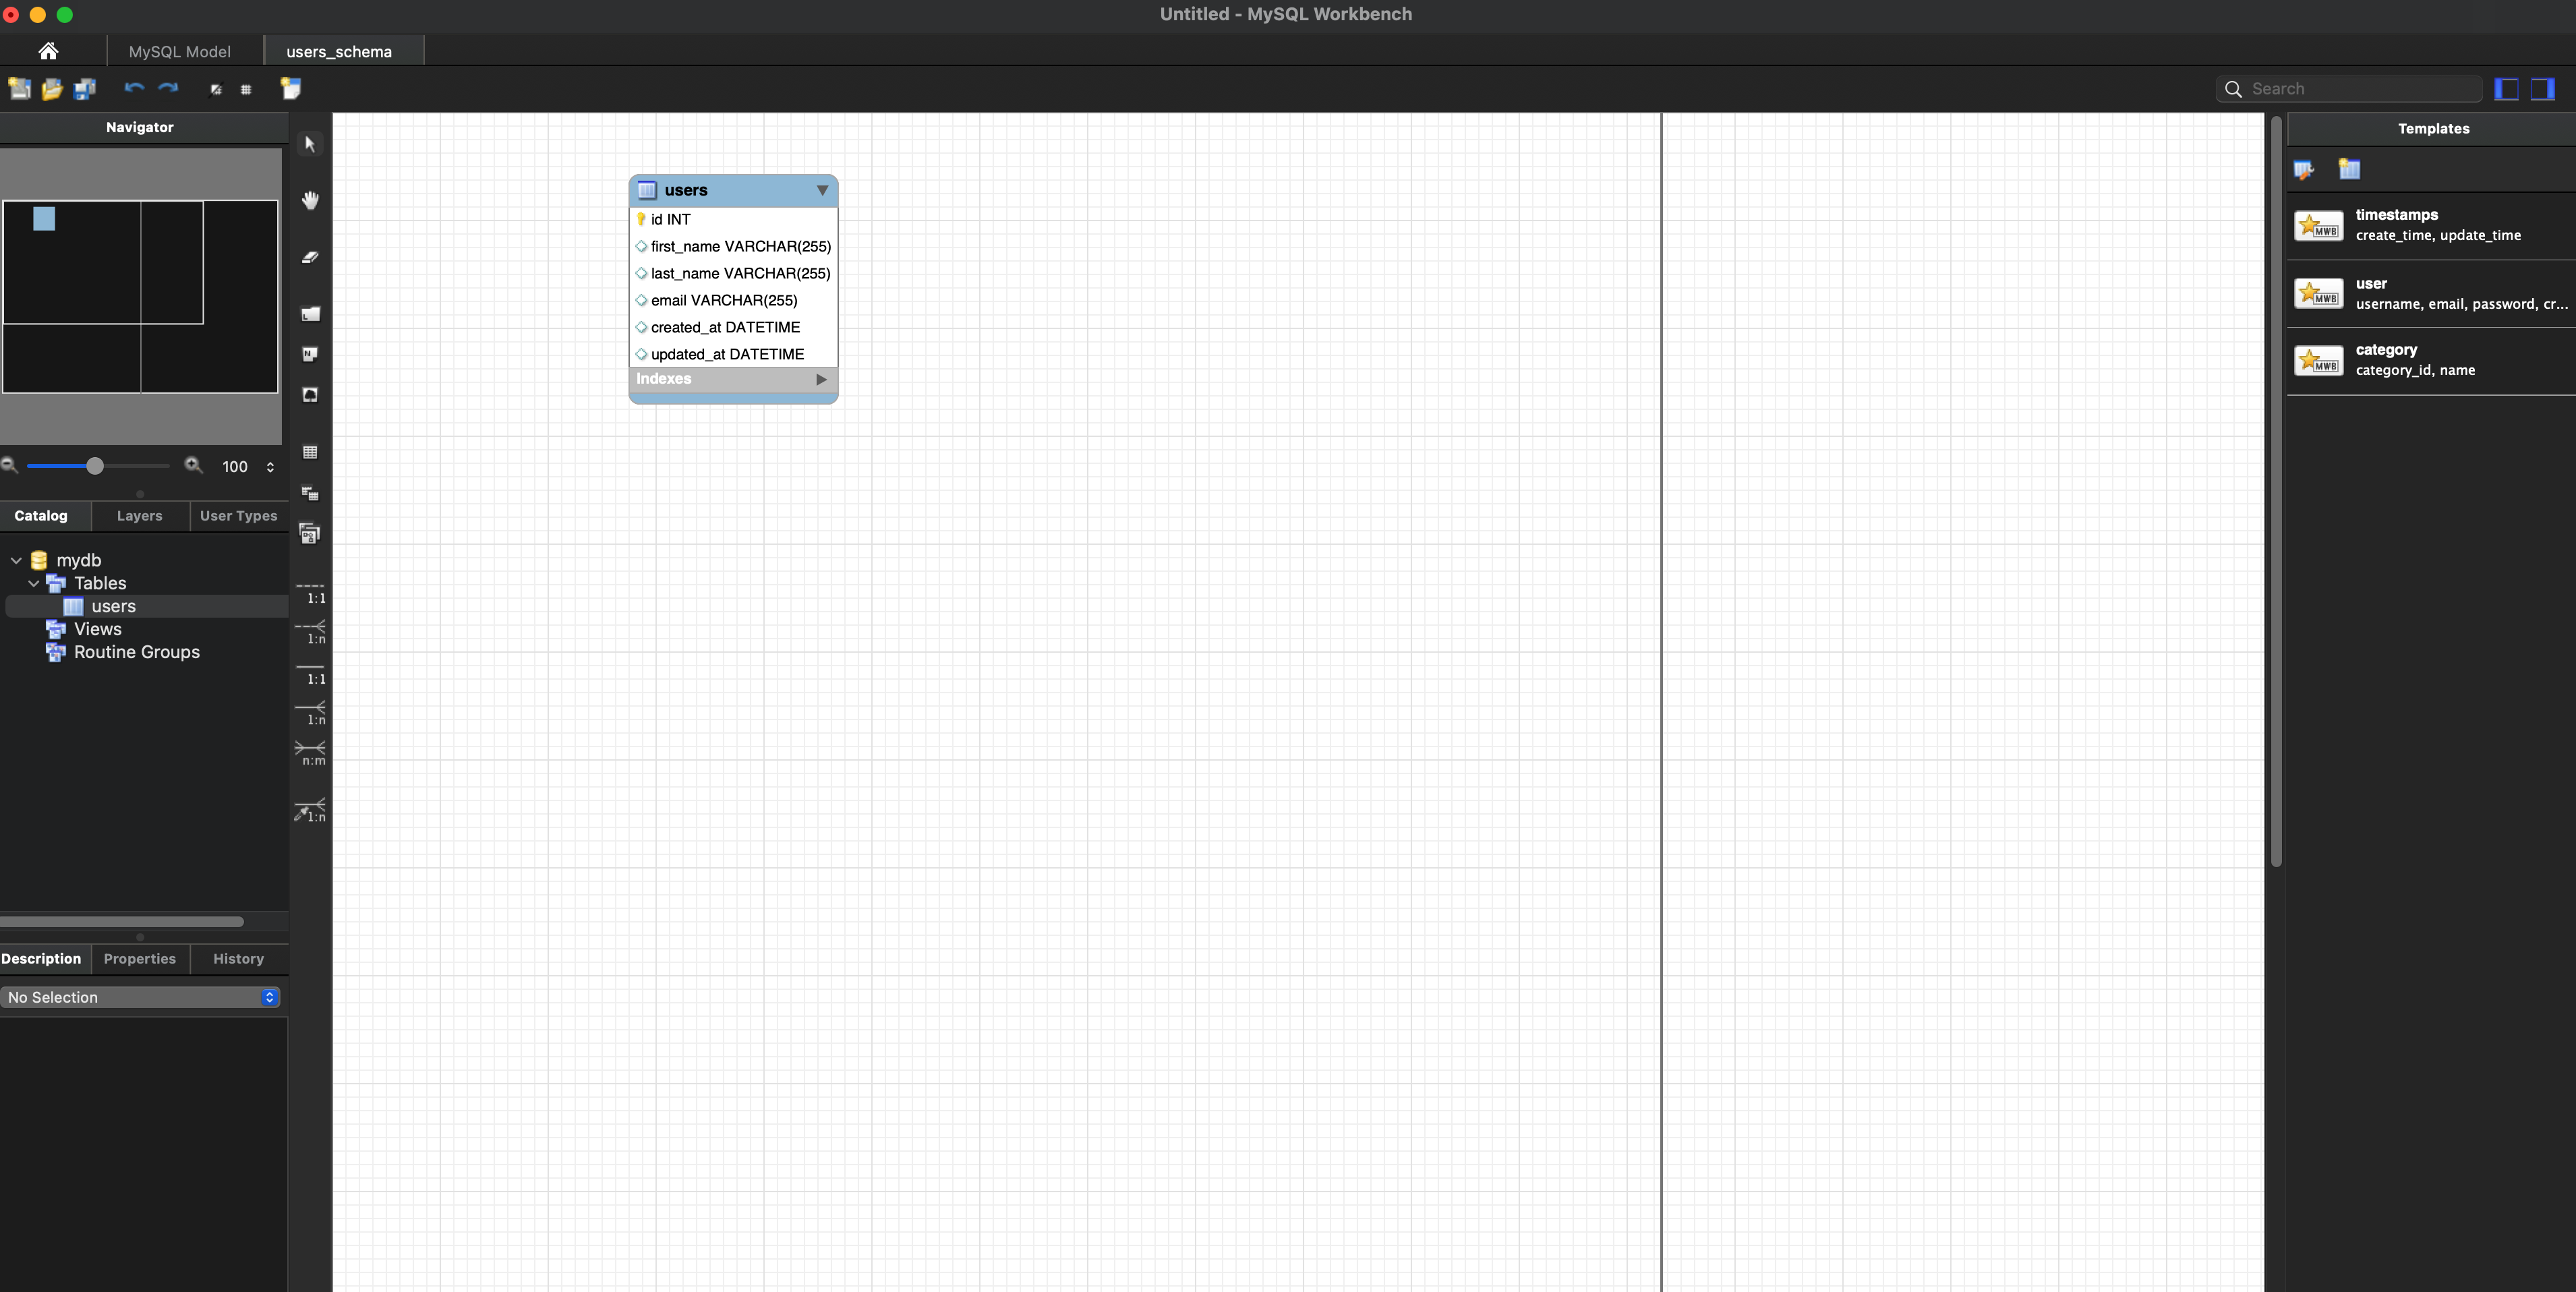 Untitled - MySQL Workbench
MySQL Model
users_schema
Search
Navigator
100
Catalog
Layers
User Types
mydb
Tables
users
Views
Routine Groups
Description
Properties
History
No Selection
L
N
1:1
1:n
1:1
1:n
n:m
1:n
users
id INT
first_name VARCHAR(255)
last_name VARCHAR(255)
email VARCHAR(255)
created_at DATETIME
updated_at DATETIME
Indexes
Templates
MWB
timestamps
create_time, update_time
MWB
user
username, email, password, cr...
MWB
category
category_id, name